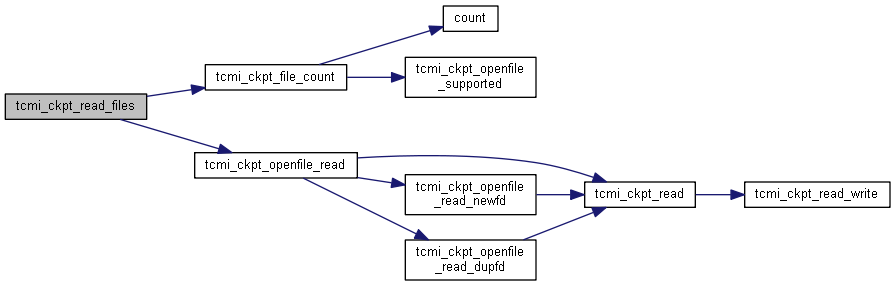 count
tcmi_ckpt_file_count
tcmi_ckpt_openfile
_supported
tcmi_ckpt_read_files
tcmi_ckpt_openfile_read
tcmi_ckpt_openfile
_read_newfd
tcmi_ckpt_read
tcmi_ckpt_read_write
tcmi_ckpt_openfile
_read_dupfd